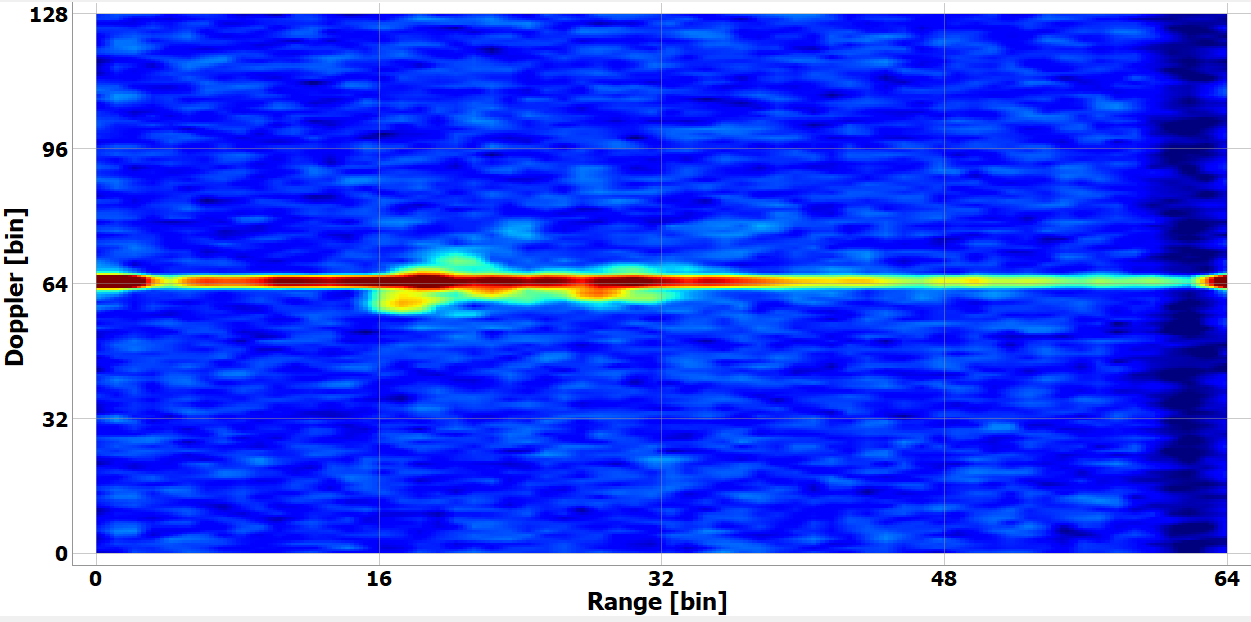 128
96
64
32
0
Doppler [bin]
0 16 32 48 64
Range [bin]